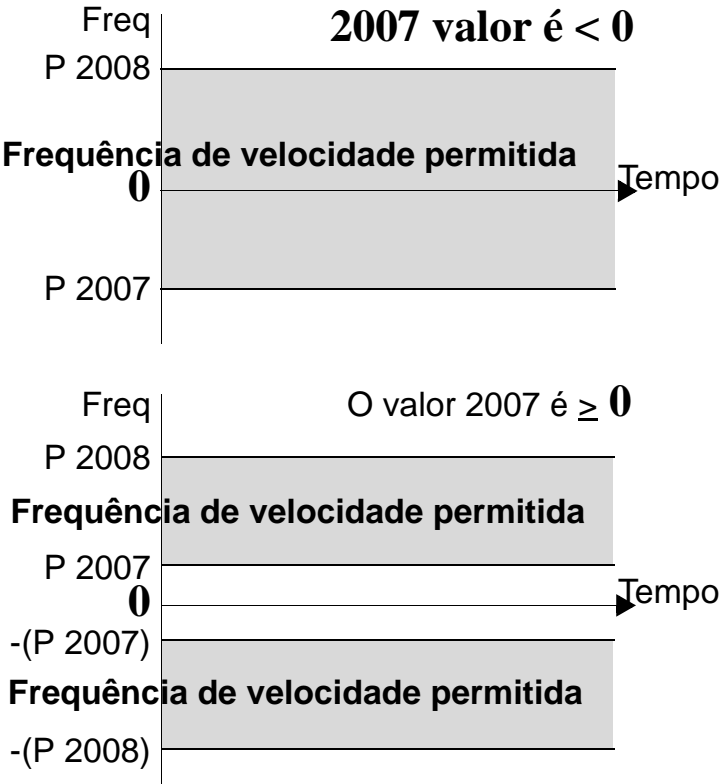 Freq
2007 valor é < 0
P 2008
Frequência de velocidade permitida
Tempo
0
P 2007
Freq
O valor 2007 é ≥ 0
P 2008
Frequência de velocidade permitida
P 2007
0
Tempo
-(P 2007)
Frequência de velocidade permitida
-(P 2008)